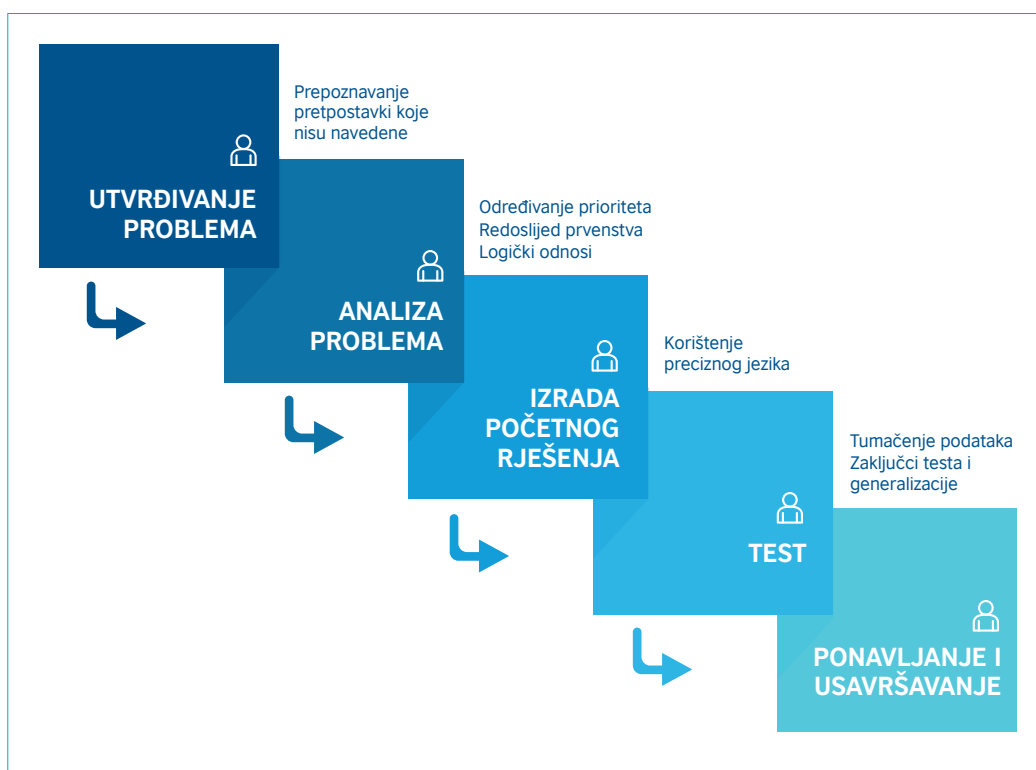 UTVRĐIVANJE
PROBLEMA
Prepoznavanje
pretpostavki koje
nisu navedene
ANALIZA
PROBLEMA
Određivanje prioriteta
Redoslijed prvenstva
Logički odnosi
IZRADA
POČETNOG
RJEŠENJA
Korištenje
preciznog jezika
TEST
Tumačenje podataka
Zaključci testa i
generalizacije
PONAVLJANJE I
USAVRŠAVANJE